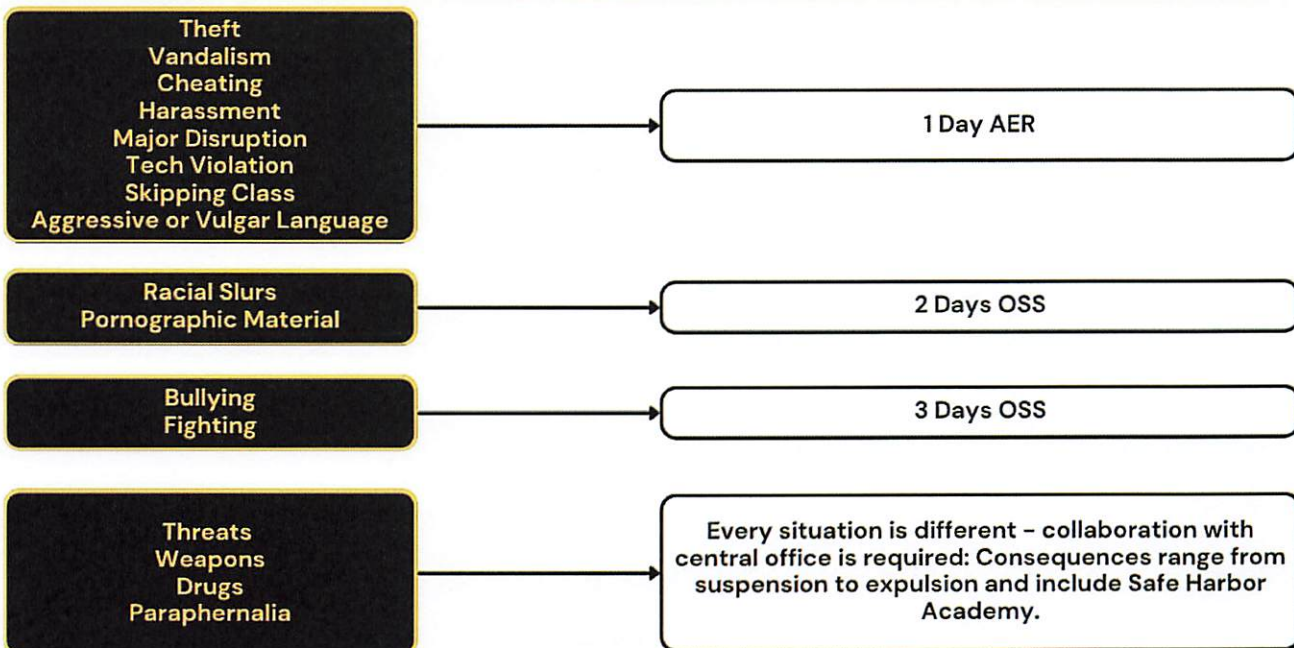 Theft
Vandalism
Cheating
Harassment
Major Disruption
Tech Violation
Skipping Class
Aggressive or Vulgar Language
1 Day AER
Racial Slurs
Pornographic Material
2 Days OSS
Bullying
Fighting
3 Days OSS
Threats
Weapons
Drugs
Paraphernalia
Every situation is different – collaboration with
central office is required: Consequences range from
suspension to expulsion and include Safe Harbor
Academy.